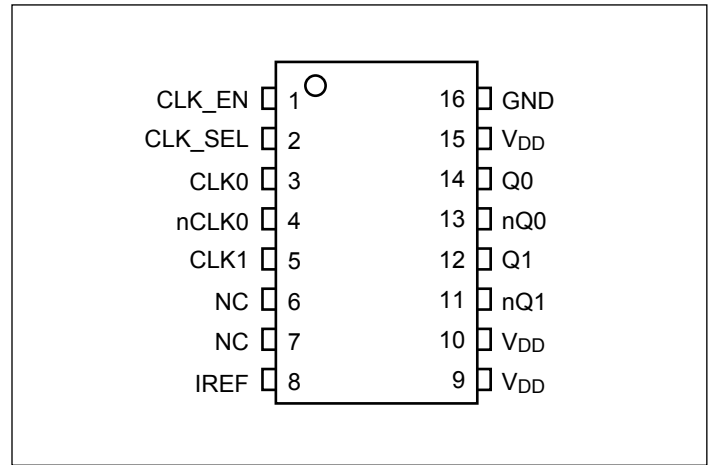 CLK_EN 1 16 GND
CLK_SEL 2 15 VDD
CLK0 3 14 Q0
nCLK0 4 13 nQ0
CLK1 5 12 Q1
NC 6 11 nQ1
NC 7 10 VDD
IREF 8 9 VDD